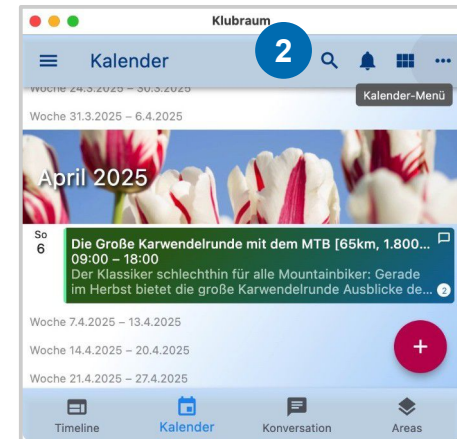 Klubraum
Kalender
2
Kalender-Menü
Woche 24.3.2025 – 30.3.2025
Woche 31.3.2025 – 6.4.2025
April 2025
So
6
Die Große Karwendelrunde mit dem MTB [65km, 1.800...
09:00 – 18:00
Der Klassiker schlechthin für alle Mountainbiker: Gerade
im Herbst bietet die große Karwendelrunde Ausblicke de...
2
Woche 7.4.2025 – 13.4.2025
Woche 14.4.2025 – 20.4.2025
Woche 21.4.2025 – 27.4.2025
+
Timeline
Kalender
Konversation
Areas